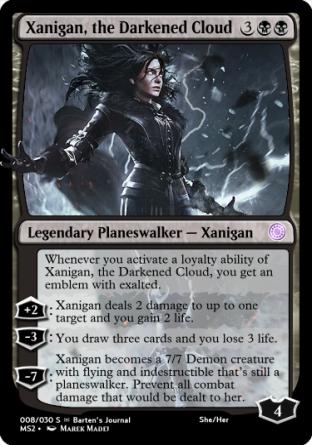 Xanigan, the Darkened Cloud 3
Legendary Planeswalker — Xanigan
Whenever you activate a loyalty ability of
Xanigan, the Darkened Cloud, you get an
emblem with exalted.
+2: Xanigan deals 2 damage to up to one
target and you gain 2 life.
-3: You draw three cards and you lose 3 life.
Xanigan becomes a 7/7 Demon creature
-7: with flying and indestructible that's still a
planeswalker. Prevent all combat
damage that would be dealt to her.
4
008/030 S Barten's Journal She/Her
MS2 • Marek Madej